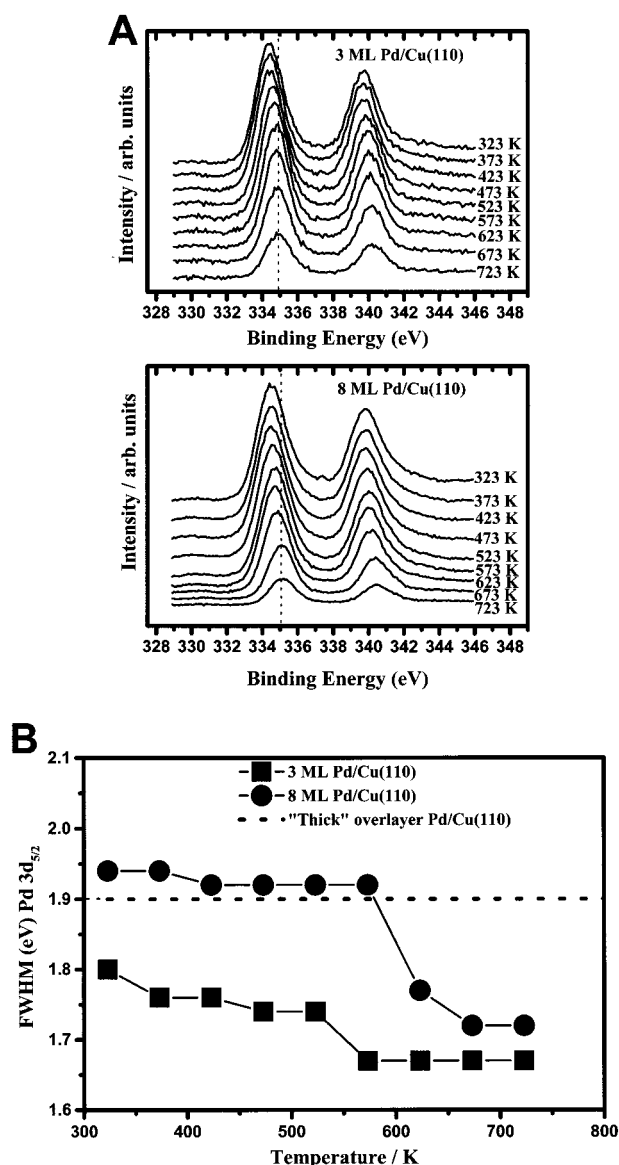 A
3 ML Pd/Cu(110)
Intensity / arb. units
323 K
373 K
423 K
473 K
523 K
573 K
623 K
673 K
723 K
328 330 332 334 336 338 340 342 344 346 348
Binding Energy (eV)
8 ML Pd/Cu(110)
Intensity / arb. units
323 K
373 K
423 K
473 K
523 K
573 K
623 K
673 K
723 K
328 330 332 334 336 338 340 342 344 346 348
Binding Energy (eV)
B
3 ML Pd/Cu(110)
8 ML Pd/Cu(110)
"Thick" overlayer Pd/Cu(110)
FWHM (eV) Pd 3d5/2
2.1
2.0
1.9
1.8
1.7
1.6
300 400 500 600 700 800
Temperature / K